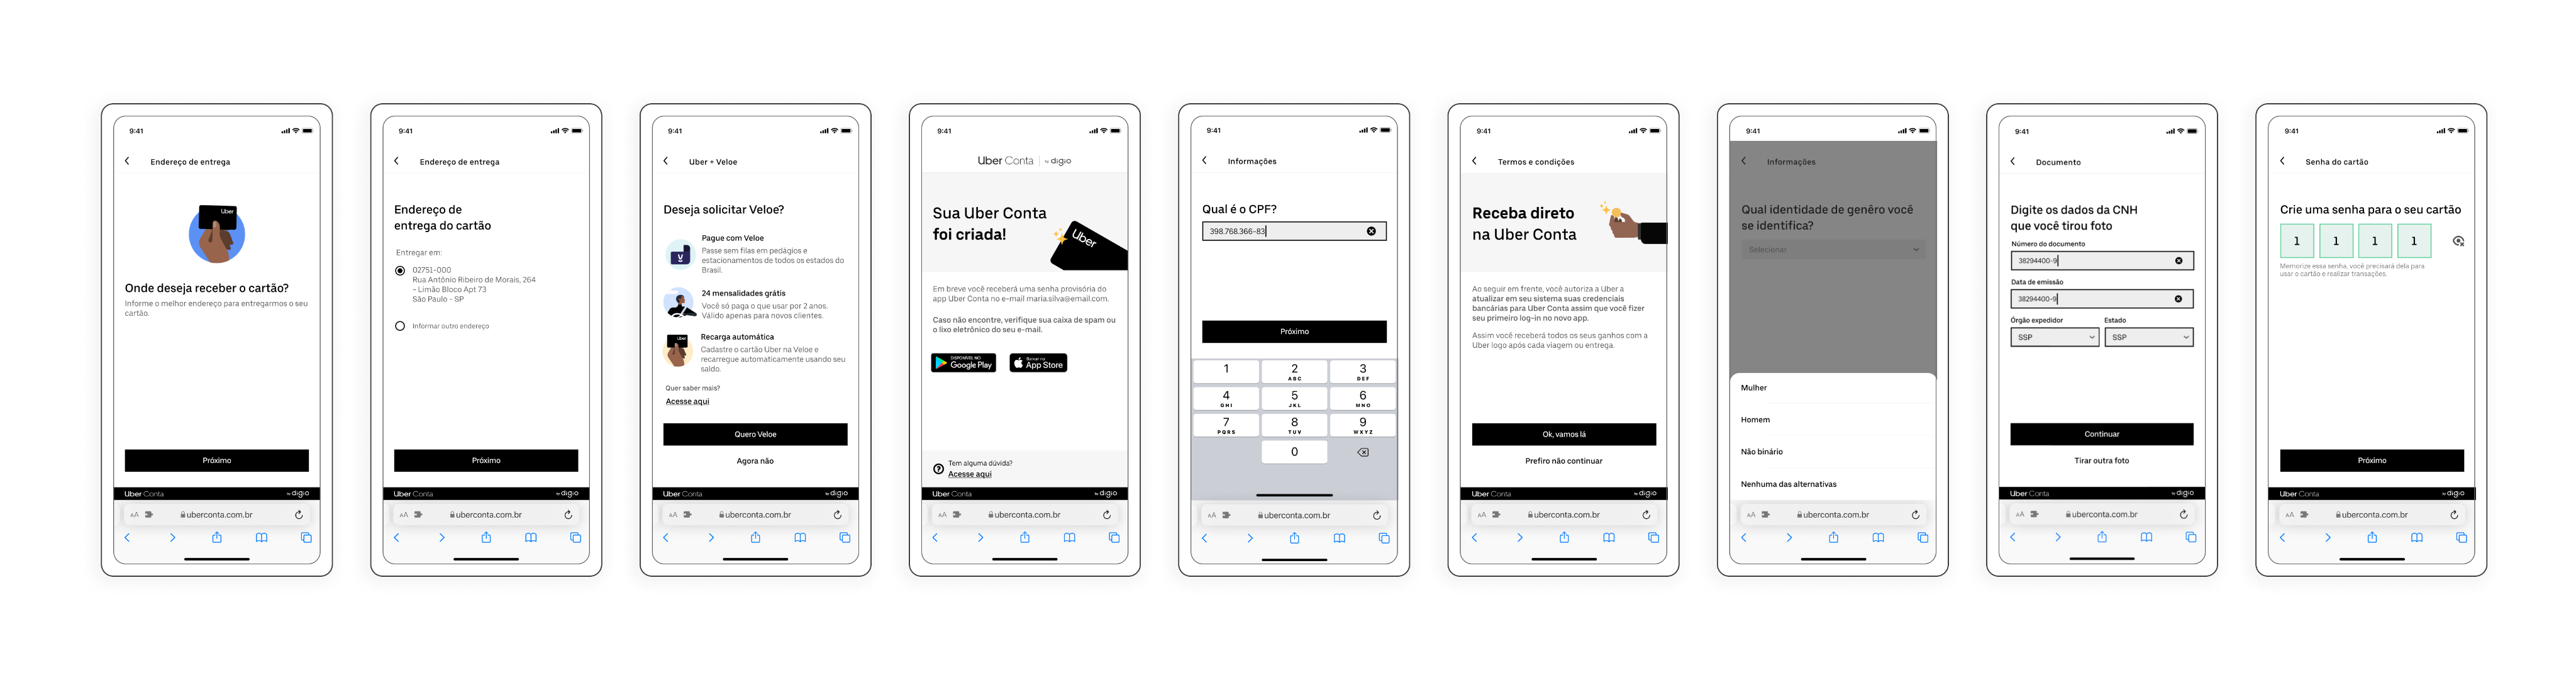 9:41
Endereço de entrega
Uber
Onde deseja receber o cartão?
Informe o melhor endereço para entregarmos o seu
cartão.
Próximo
Uber Conta by digio
AA uberconta.com.br
9:41
Endereço de entrega
Endereço de
entrega do cartão
Entregar em:
02751-000
Rua Antônio Ribeiro de Morais, 264
- Limão Bloco Apt 73
São Paulo - SP
Informar outro endereço
Próximo
Uber Conta by digio
AA uberconta.com.br
9:41
Uber + Veloe
Deseja solicitar Veloe?
Pague com Veloe
Passe sem filas em pedágios e
estacionamentos de todos os estados do
Brasil.
24 mensalidades grátis
Você só paga o que usar por 2 anos.
Válido apenas para novos clientes.
Uber
Recarga automática
Cadastre o cartão Uber na Veloe e
recarregue automaticamente usando seu
saldo.
Quer saber mais?
Acesse aqui
Quero Veloe
Agora não
Uber Conta by digio
AA uberconta.com.br
9:41
Uber Conta by digio
Sua Uber Conta
foi criada!
Uber
Em breve você receberá uma senha provisória do
app Uber Conta no e-mail maria.silva@email.com.
Caso não encontre, verifique sua caixa de spam ou
o lixo eletrônico do seu e-mail.
DISPONÍVEL NO
Google Play
Baixar na
App Store
Tem alguma dúvida?
Acesse aqui
Uber Conta by digio
AA uberconta.com.br
9:41
Informações
Qual é o CPF?
398.768.366-83
Próximo
1 2 3
ABC DEF
4 5 6
GHI JKL MNO
7 8 9
PQRS TUV WXYZ
0
AA uberconta.com.br
9:41
Termos e condições
Receba direto
na Uber Conta
Ao seguir em frente, você autoriza a Uber a
atualizar em seu sistema suas credenciais
bancárias para Uber Conta assim que você fizer
seu primeiro log-in no novo app.
Assim você receberá todos os seus ganhos com a
Uber logo após cada viagem ou entrega.
Ok, vamos lá
Prefiro não continuar
Uber Conta by digio
AA uberconta.com.br
9:41
Informações
Qual identidade de genêro você
se identifica?
Selecionar
Mulher
Homem
Não binário
Nenhuma das alternativas
AA uberconta.com.br
9:41
Documento
Digite os dados da CNH
que você tirou foto
Número do documento
38294400-9
Data de emissão
38294400-9
Órgão expedidor Estado
SSP SSP
Continuar
Tirar outra foto
Uber Conta by digio
AA uberconta.com.br
9:41
Senha do cartão
Crie uma senha para o seu cartão
1 1 1 1
Memorize essa senha, você precisará dela para
usar o cartão e realizar transações.
Próximo
Uber Conta by digio
AA uberconta.com.br